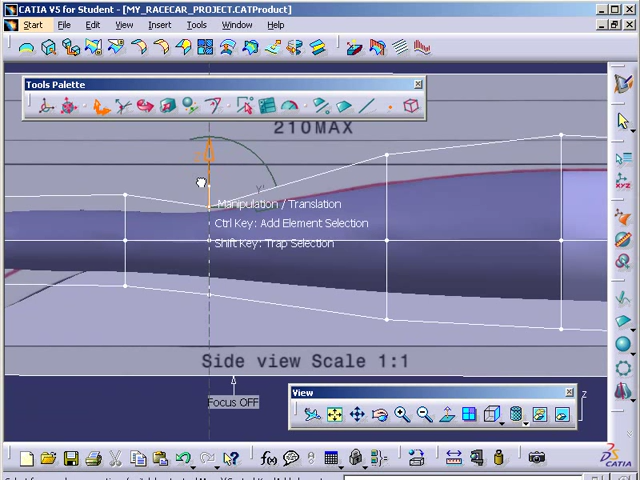 CATIA V5 for Student - [MY_RACECAR_PROJECT.CATProduct]
Start File Edit View Insert Tools Window Help
Tools Palette
210MAX
Y'
Manipulation / Translation
Ctrl Key: Add Element Selection
Shift Key: Trap Selection
Side view Scale 1:1
View
Focus OFF
Z
f(x)
CATIA